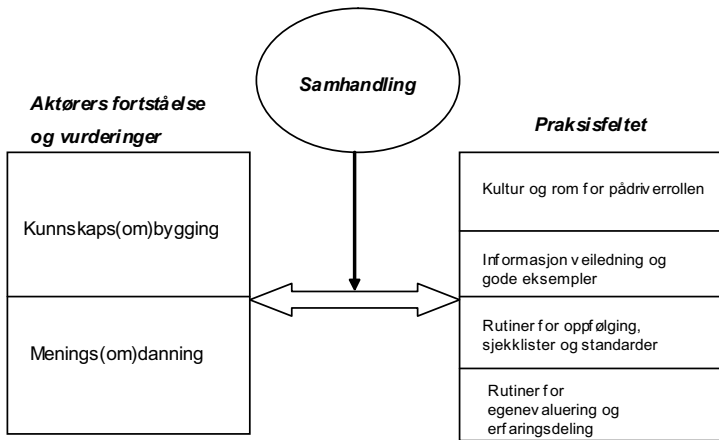 Samhandling
Aktørers fortståelse
og vurderinger
Kunnskaps(om)bygging
Menings(om)danning
Praksisfeltet
Kultur og rom for pådriverrollen
Informasjon veiledning og
gode eksempler
Rutiner for oppfølging,
sjekklister og standarder
Rutiner for
egenevaluering og
erfaringsdeling